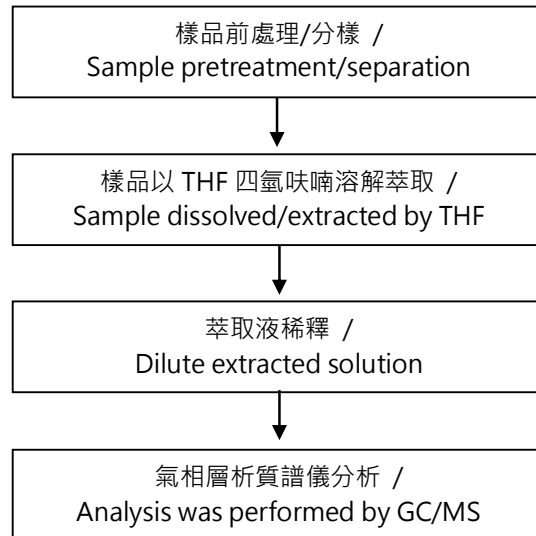 樣品前處理/分樣 /
Sample pretreatment/separation
樣品以 THF 四氫呋喃溶解萃取 /
Sample dissolved/extracted by THF
萃取液稀釋 /
Dilute extracted solution
氣相層析質譜儀分析 /
Analysis was performed by GC/MS